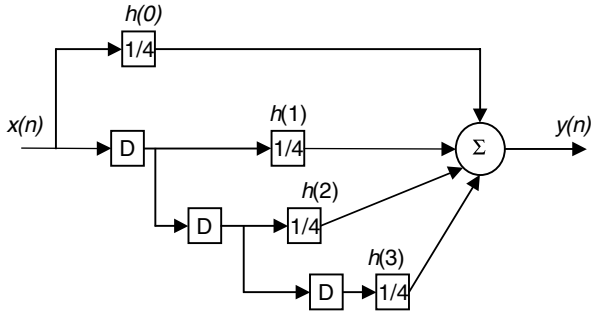 h(0)
1/4
x(n)
D
h(1)
1/4
Σ
y(n)
D
h(2)
1/4
D
h(3)
1/4